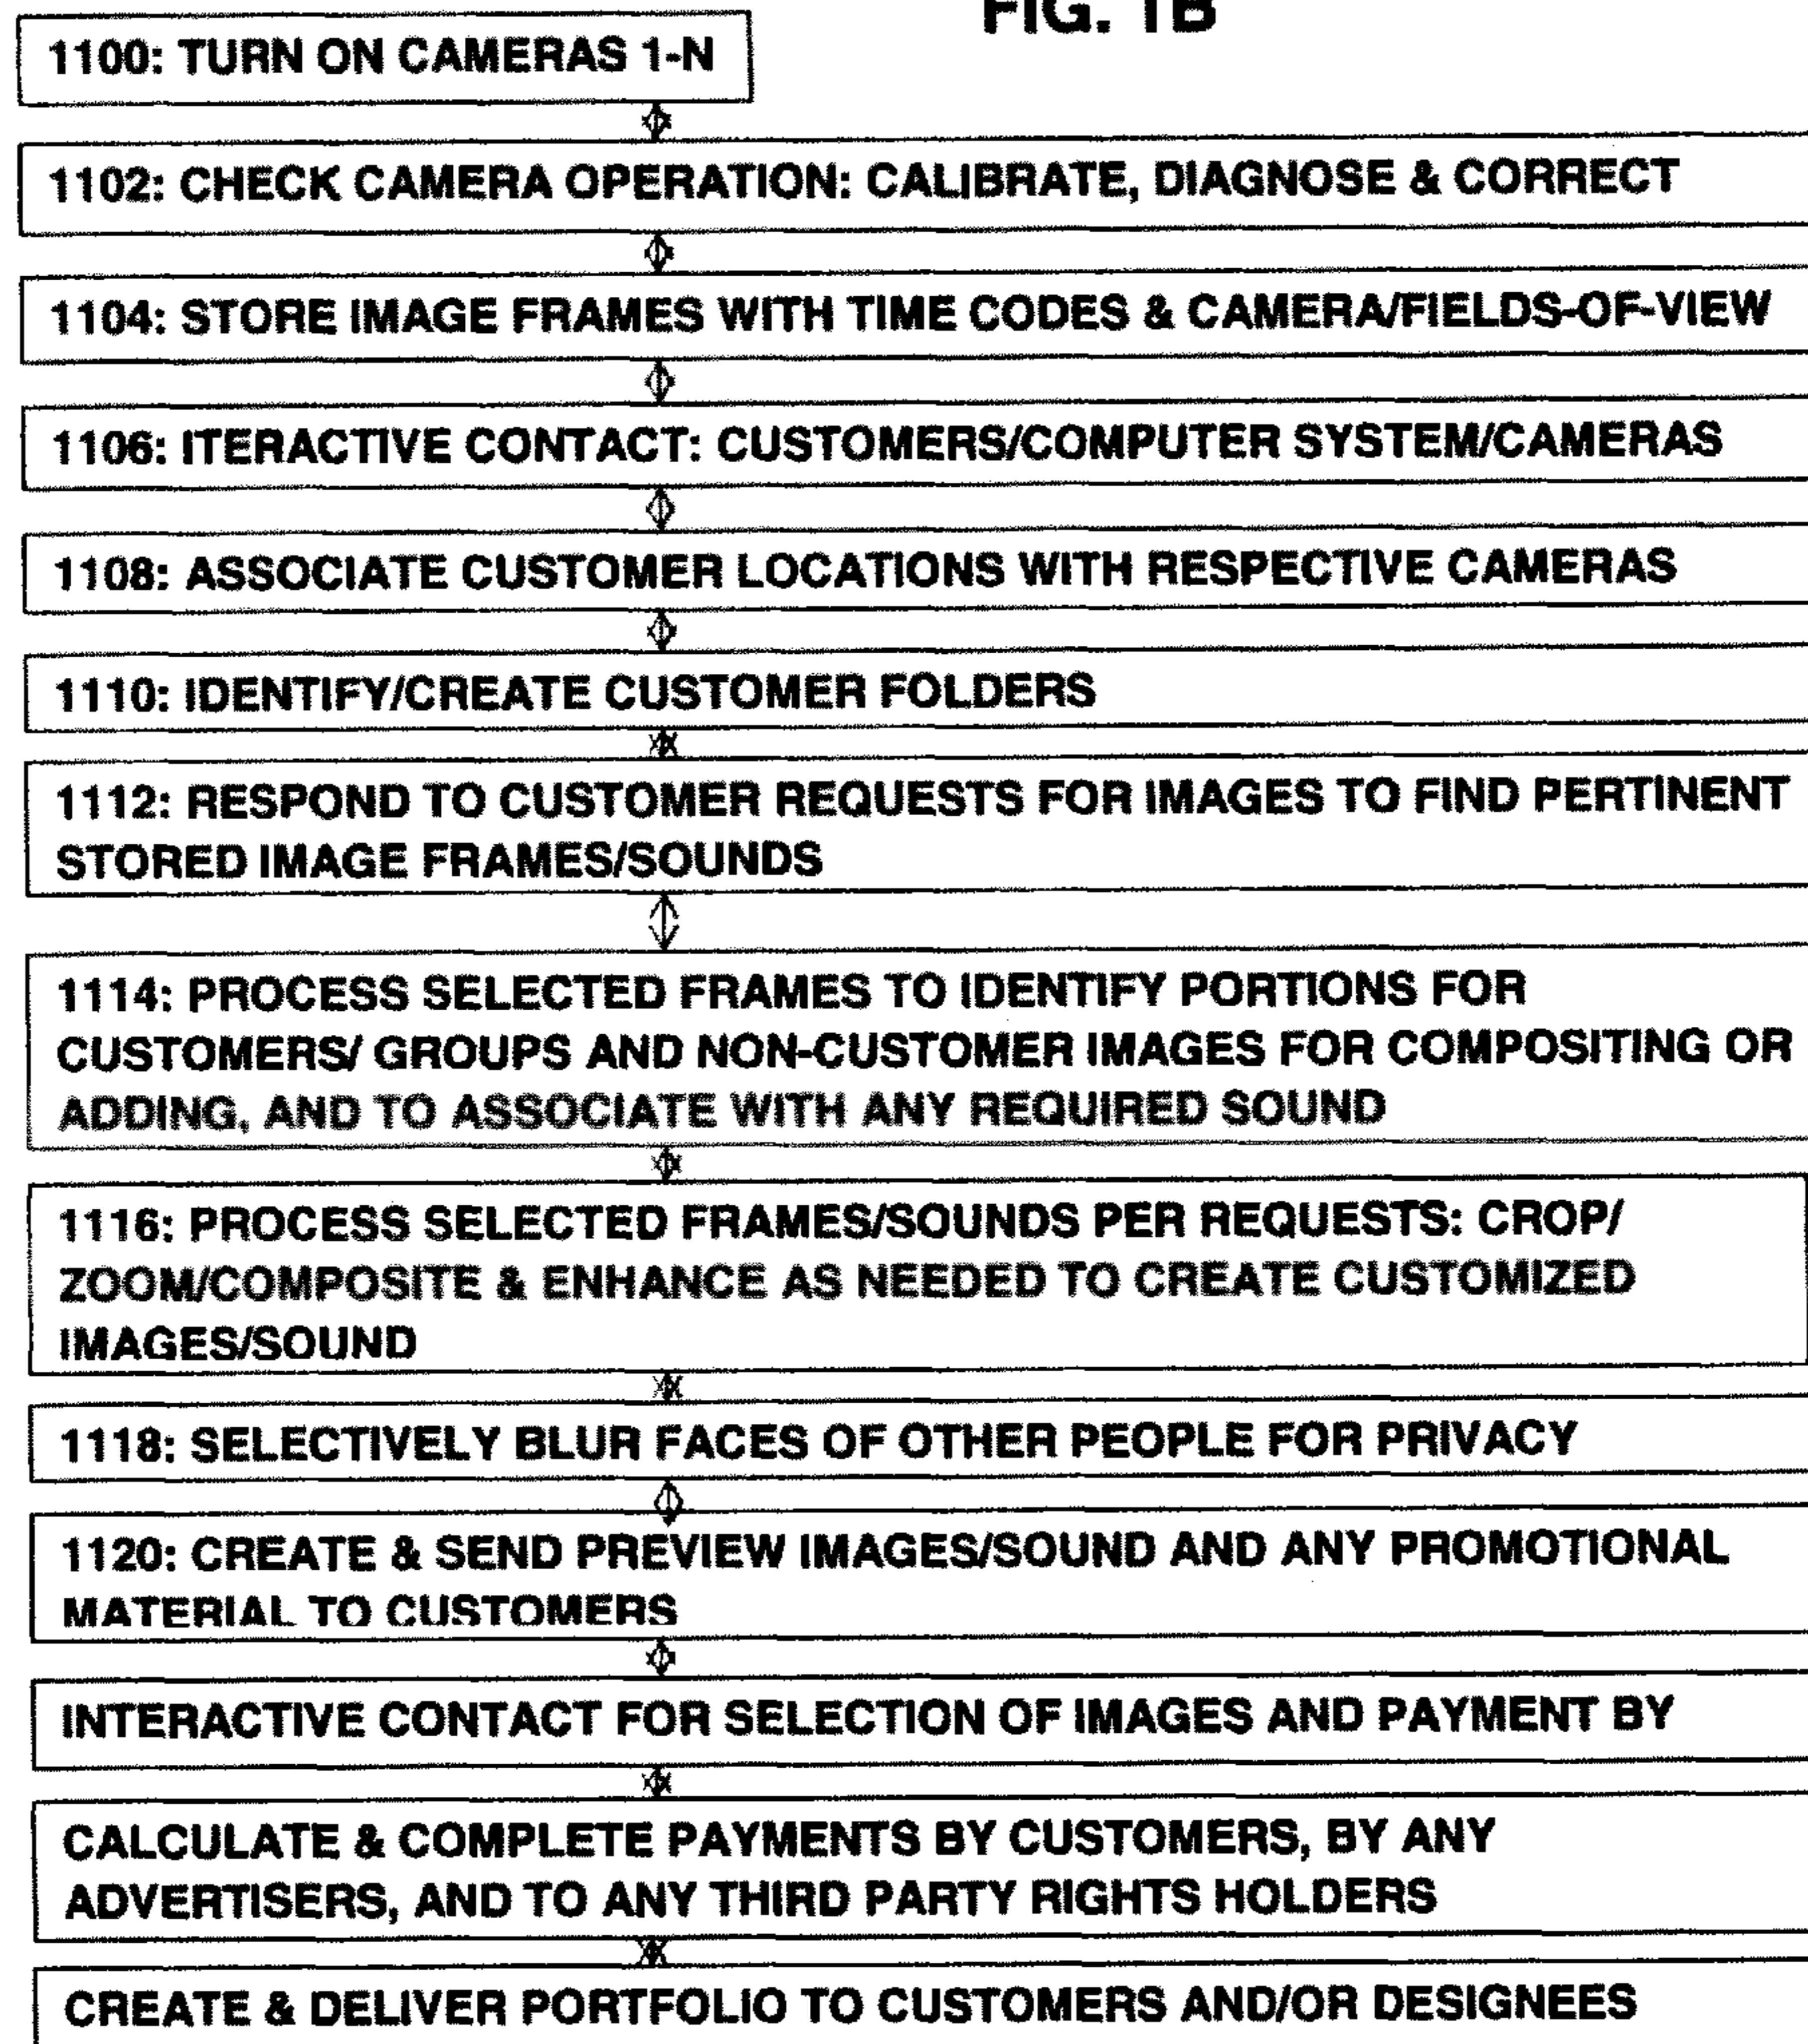 FIG. 1B
1100: TURN ON CAMERAS 1-N
1102: CHECK CAMERA OPERATION: CALIBRATE, DIAGNOSE & CORRECT
1104: STORE IMAGE FRAMES WITH TIME CODES & CAMERA/FIELDS-OF-VIEW
1106: ITERACTIVE CONTACT: CUSTOMERS/COMPUTER SYSTEM/CAMERAS
1108: ASSOCIATE CUSTOMER LOCATIONS WITH RESPECTIVE CAMERAS
1110: IDENTIFY/CREATE CUSTOMER FOLDERS
1112: RESPOND TO CUSTOMER REQUESTS FOR IMAGES TO FIND PERTINENT
STORED IMAGE FRAMES/SOUNDS
1114: PROCESS SELECTED FRAMES TO IDENTIFY PORTIONS FOR
CUSTOMERS/ GROUPS AND NON-CUSTOMER IMAGES FOR COMPOSITING OR
ADDING, AND TO ASSOCIATE WITH ANY REQUIRED SOUND
1116: PROCESS SELECTED FRAMES/SOUNDS PER REQUESTS: CROP/
ZOOM/COMPOSITE & ENHANCE AS NEEDED TO CREATE CUSTOMIZED
IMAGES/SOUND
1118: SELECTIVELY BLUR FACES OF OTHER PEOPLE FOR PRIVACY
1120: CREATE & SEND PREVIEW IMAGES/SOUND AND ANY PROMOTIONAL
MATERIAL TO CUSTOMERS
INTERACTIVE CONTACT FOR SELECTION OF IMAGES AND PAYMENT BY
CALCULATE & COMPLETE PAYMENTS BY CUSTOMERS, BY ANY
ADVERTISERS, AND TO ANY THIRD PARTY RIGHTS HOLDERS
CREATE & DELIVER PORTFOLIO TO CUSTOMERS AND/OR DESIGNEES